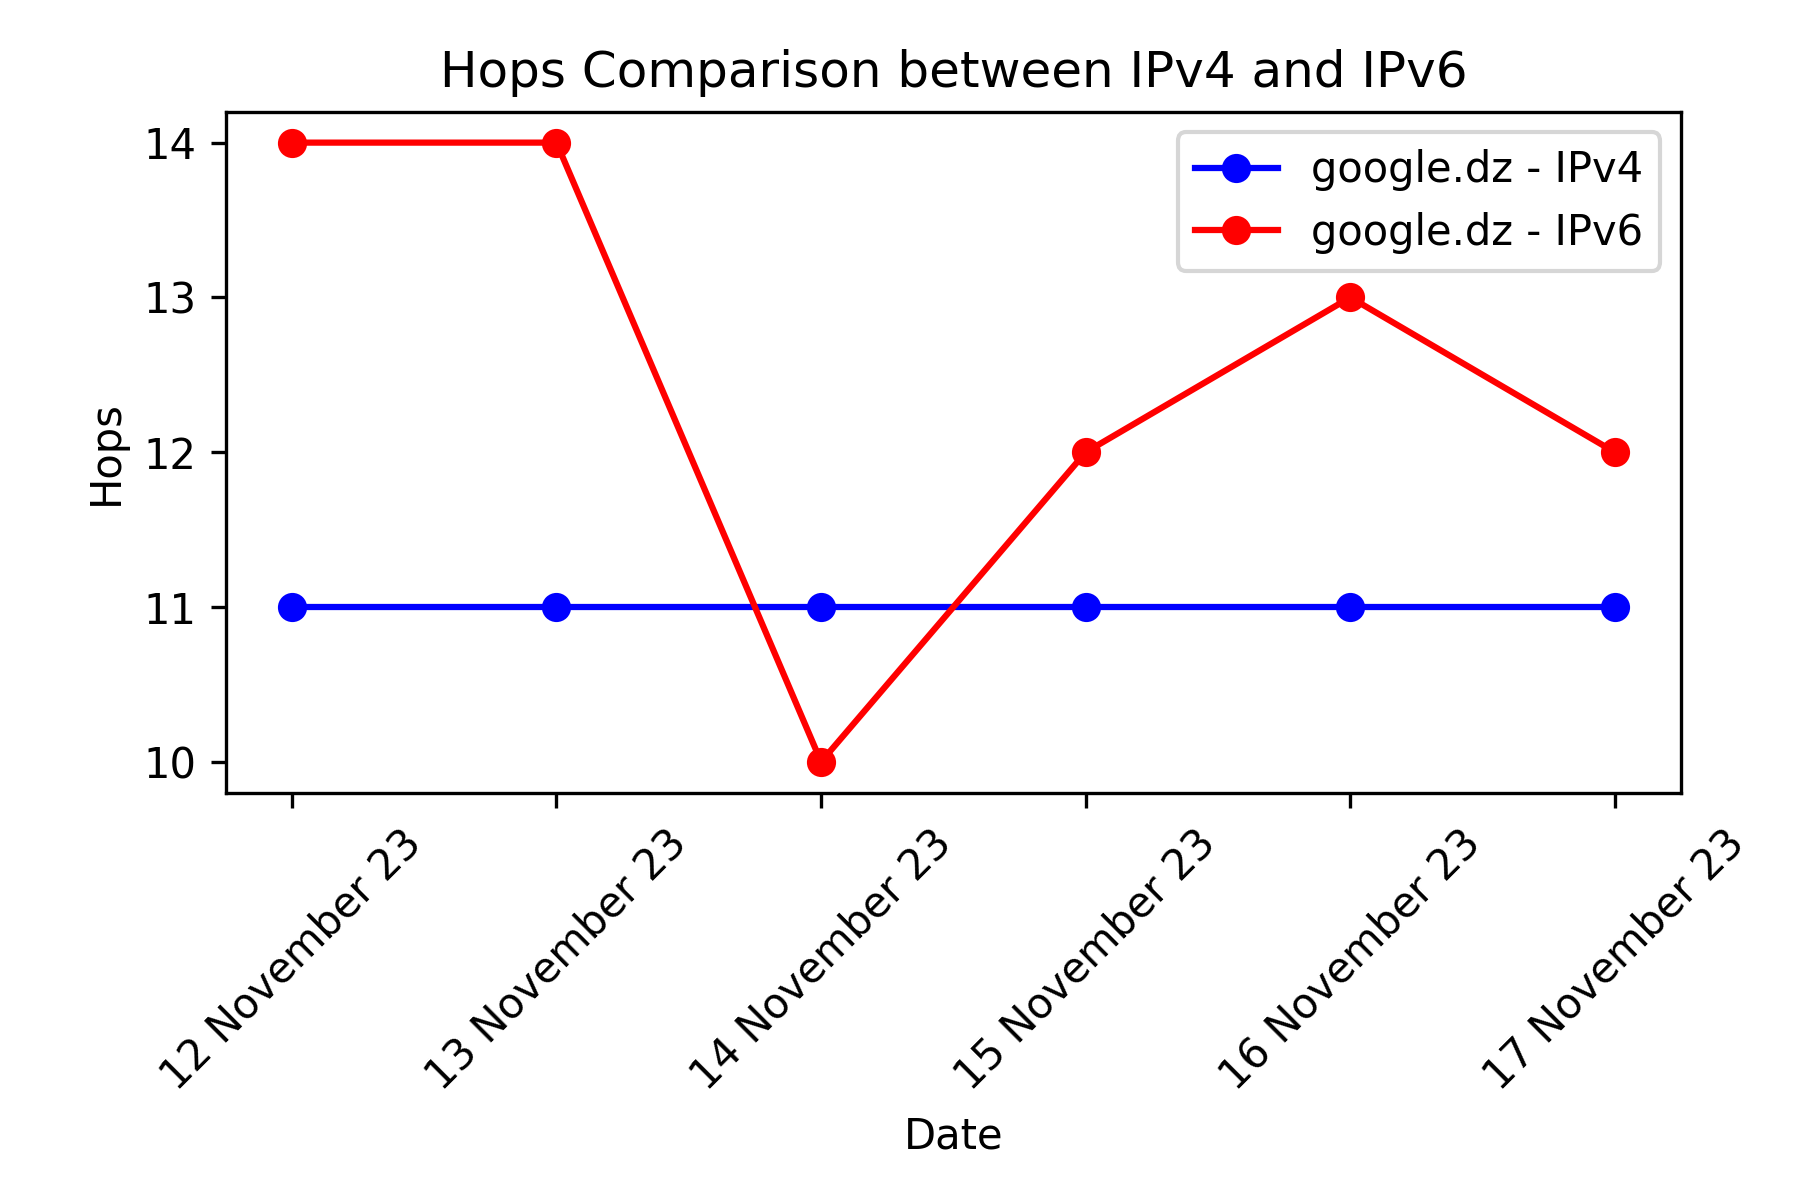 Hops Comparison between IPv4 and IPv6
google.dz - IPv4
google.dz - IPv6
14
13
12
11
10
Hops
12 November 23
13 November 23
14 November 23
15 November 23
16 November 23
17 November 23
Date